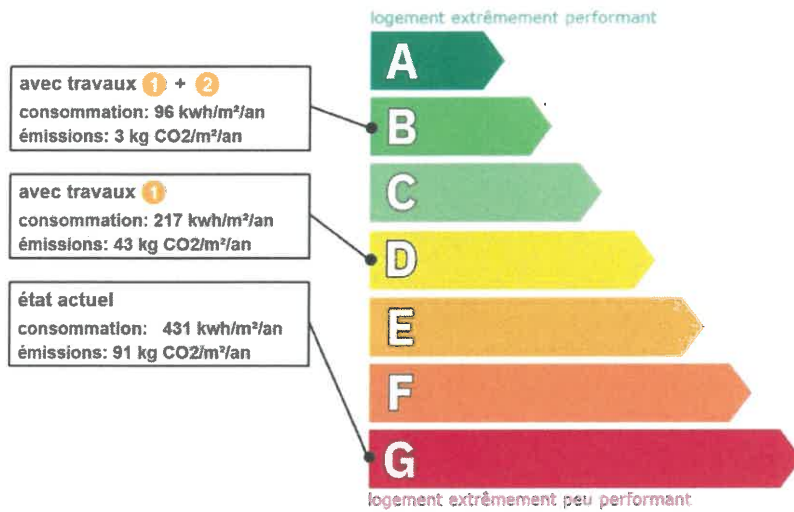 logement extrêmement performant
A
avec travaux 1 + 2
consommation: 96 kwh/m²/an
émissions: 3 kg CO2/m²/an
B
avec travaux 1
consommation: 217 kwh/m²/an
émissions: 43 kg CO2/m²/an
C
D
état actuel
consommation: 431 kwh/m²/an
émissions: 91 kg CO2/m²/an
E
F
G
logement extrêmement peu performant